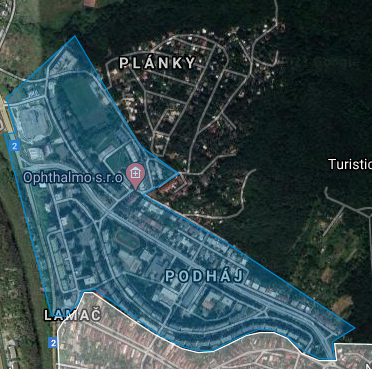 PLÁNKY
2
Ophthalmo s.r.o
Turistic
PODHÁJ
LAMAČ
2